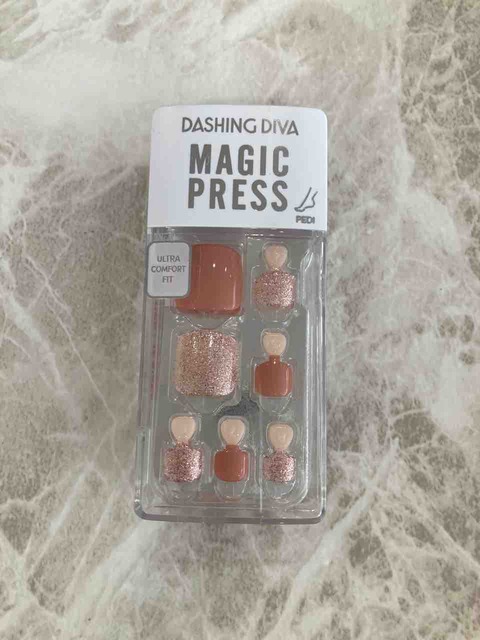 DASHING DIVA
MAGIC
PRESS
PEDI
ULTRA
COMFORT
FIT